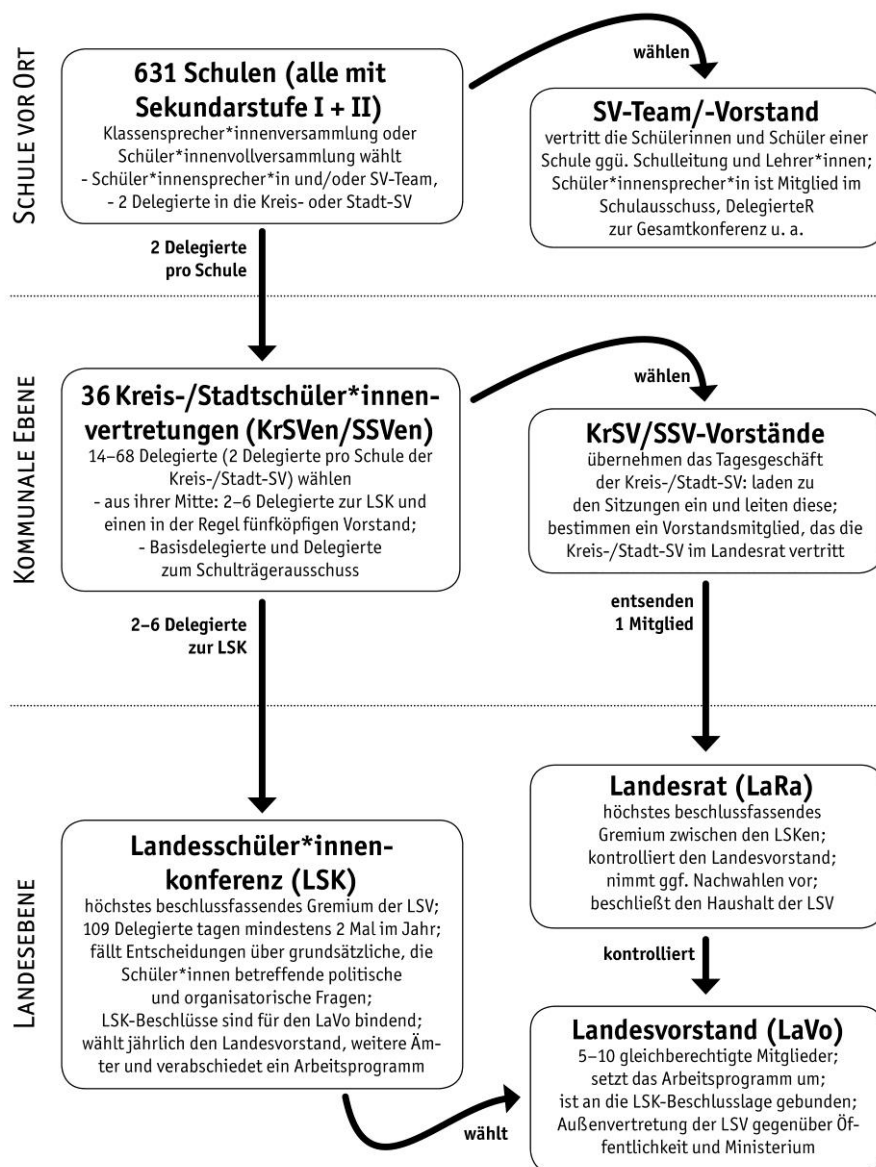 SCHULE VOR ORT
631 Schulen (alle mit
Sekundarstufe I + II)
Klassensprecher*innenversammlung oder
Schüler*innenvollversammlung wählt
- Schüler*innensprecher*in und/oder SV-Team,
- 2 Delegierte in die Kreis- oder Stadt-SV
wählen
SV-Team/-Vorstand
vertritt die Schülerinnen und Schüler einer
Schule ggü. Schulleitung und Lehrer*innen;
Schüler*innensprecher*in ist Mitglied im
Schulausschuss, DelegierteR
zur Gesamtkonferenz u. a.
2 Delegierte
pro Schule
KOMMUNALE EBENE
36 Kreis-/Stadtschüler*innen-
vertretungen (KrSVen/SSVen)
14–68 Delegierte (2 Delegierte pro Schule der
Kreis-/Stadt-SV) wählen
- aus ihrer Mitte: 2–6 Delegierte zur LSK und
einen in der Regel fünfköpfigen Vorstand;
- Basisdelegierte und Delegierte
zum Schulträgerausschuss
wählen
KrSV/SSV-Vorstände
übernehmen das Tagesgeschäft
der Kreis-/Stadt-SV: laden zu
den Sitzungen ein und leiten diese;
bestimmen ein Vorstandsmitglied, das die
Kreis-/Stadt-SV im Landesrat vertritt
2–6 Delegierte
zur LSK
entsenden
1 Mitglied
LANDESEBENE
Landesschüler*innen-
konferenz (LSK)
höchstes beschlussfassendes Gremium der LSV;
109 Delegierte tagen mindestens 2 Mal im Jahr;
fällt Entscheidungen über grundsätzliche, die
Schüler*innen betreffende politische
und organisatorische Fragen;
LSK-Beschlüsse sind für den LaVo bindend;
wählt jährlich den Landesvorstand, weitere Äm-
ter und verabschiedet ein Arbeitsprogramm
Landesrat (LaRa)
höchstes beschlussfassendes
Gremium zwischen den LSKen;
kontrolliert den Landesvorstand;
nimmt ggf. Nachwahlen vor;
beschließt den Haushalt der LSV
kontrolliert
wählt
Landesvorstand (LaVo)
5–10 gleichberechtigte Mitglieder;
setzt das Arbeitsprogramm um;
ist an die LSK-Beschlusslage gebunden;
Außenvertretung der LSV gegenüber Öf-
fentlichkeit und Ministerium